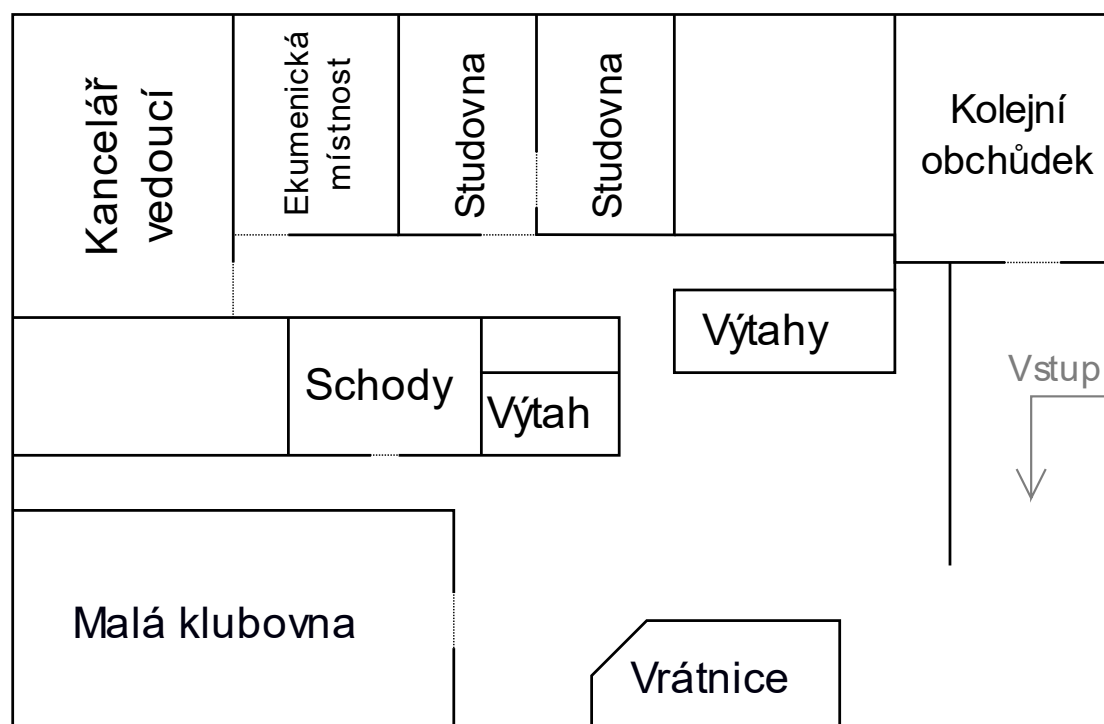 Kancelář
vedoucí
Ekumenická
místnost
Studovna
Studovna
Kolejní
obchůdek
Výtahy
Vstup
Schody
Výtah
Malá klubovna
Vrátnice